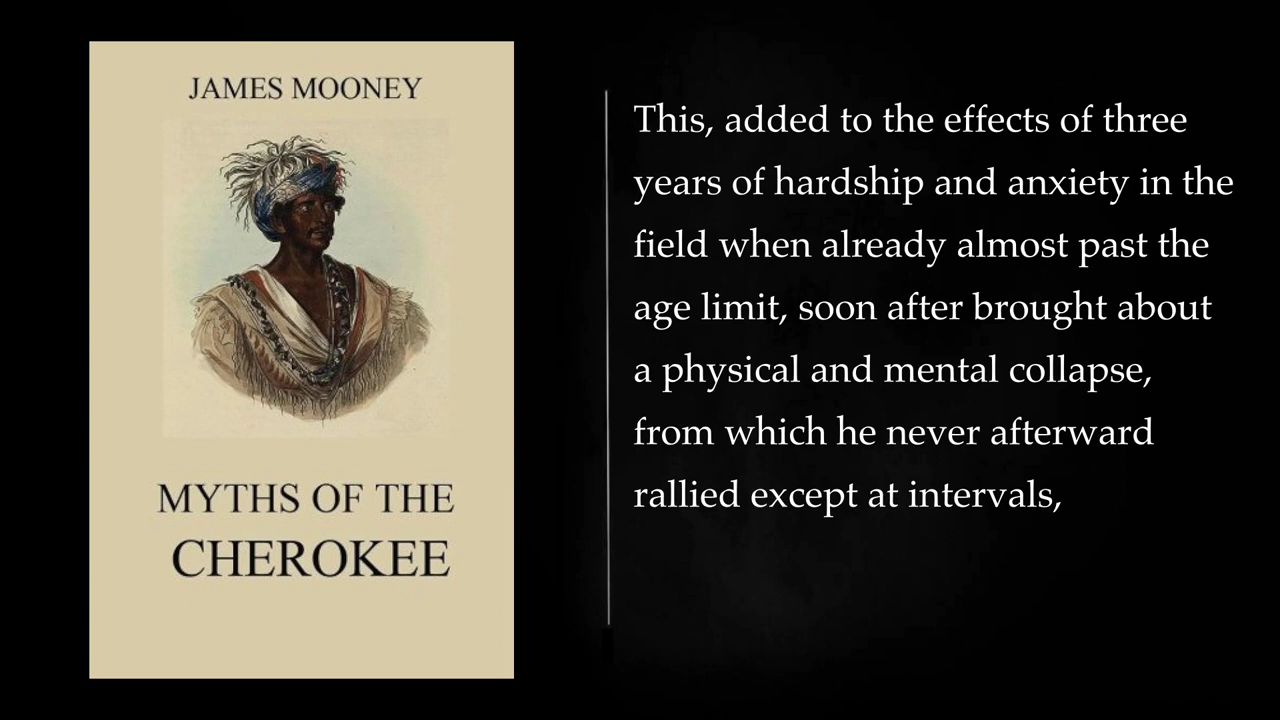 JAMES MOONEY
MYTHS OF THE
CHEROKEE
This, added to the effects of three
years of hardship and anxiety in the
field when already almost past the
age limit, soon after brought about
a physical and mental collapse,
from which he never afterward
rallied except at intervals,